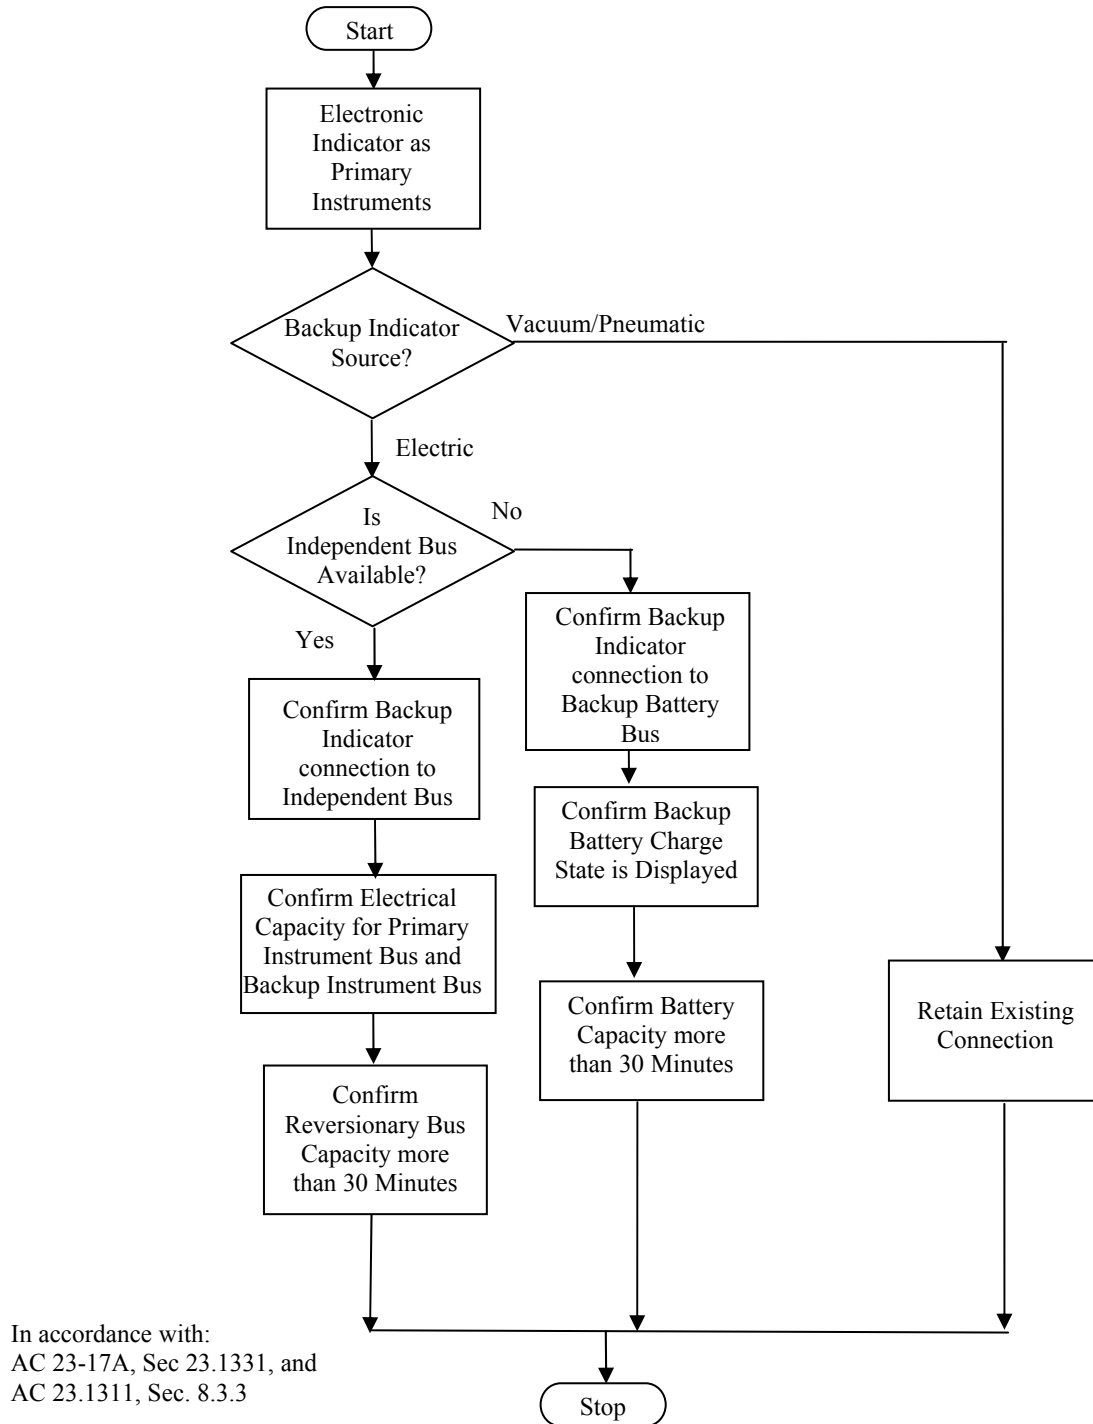 Start
Electronic
Indicator as
Primary
Instruments
Backup Indicator
Source?
Vacuum/Pneumatic
Electric
Is
Independent Bus
Available?
No
Yes
Confirm Backup
Indicator
connection to
Independent Bus
Confirm Electrical
Capacity for Primary
Instrument Bus and
Backup Instrument Bus
Confirm
Reversionary Bus
Capacity more
than 30 Minutes
Confirm Backup
Indicator
connection to
Backup Battery
Bus
Confirm Backup
Battery Charge
State is Displayed
Confirm Battery
Capacity more
than 30 Minutes
Retain Existing
Connection
In accordance with:
AC 23-17A, Sec 23.1331, and
AC 23.1311, Sec. 8.3.3
Stop